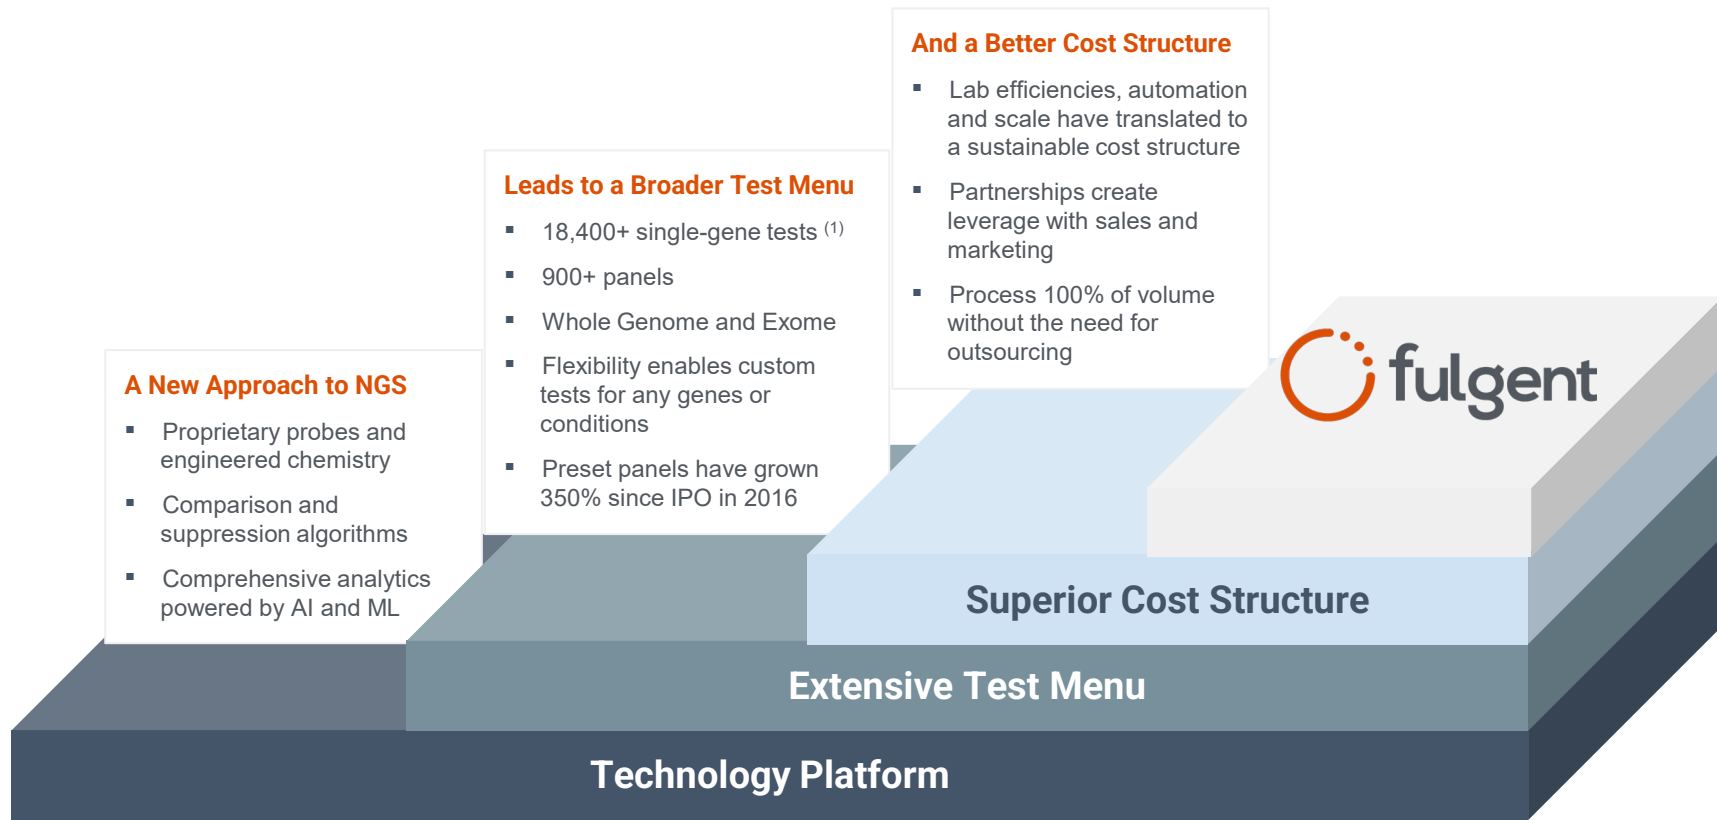 And a Better Cost Structure
▪ Lab efficiencies, automation
and scale have translated to
a sustainable cost structure
▪ Partnerships create
leverage with sales and
marketing
▪ Process 100% of volume
without the need for
outsourcing
Leads to a Broader Test Menu
▪ 18,400+ single-gene tests (1)
▪ 900+ panels
▪ Whole Genome and Exome
▪ Flexibility enables custom
tests for any genes or
conditions
▪ Preset panels have grown
350% since IPO in 2016
A New Approach to NGS
▪ Proprietary probes and
engineered chemistry
▪ Comparison and
suppression algorithms
▪ Comprehensive analytics
powered by AI and ML
fulgent
Superior Cost Structure
Extensive Test Menu
Technology Platform